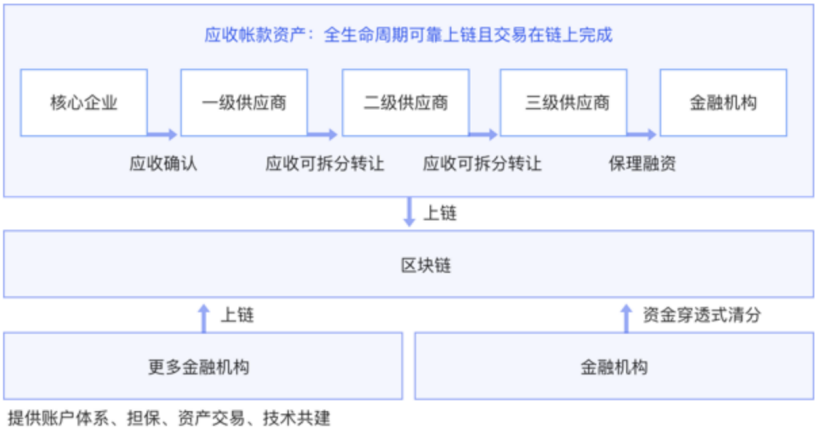 应收帐款资产：全生命周期可靠上链且交易在链上完成
核心企业
一级供应商
二级供应商
三级供应商
金融机构
应收确认
应收可拆分转让
应收可拆分转让
保理融资
上链
区块链
上链
资金穿透式清分
更多金融机构
金融机构
提供账户体系、担保、资产交易、技术共建